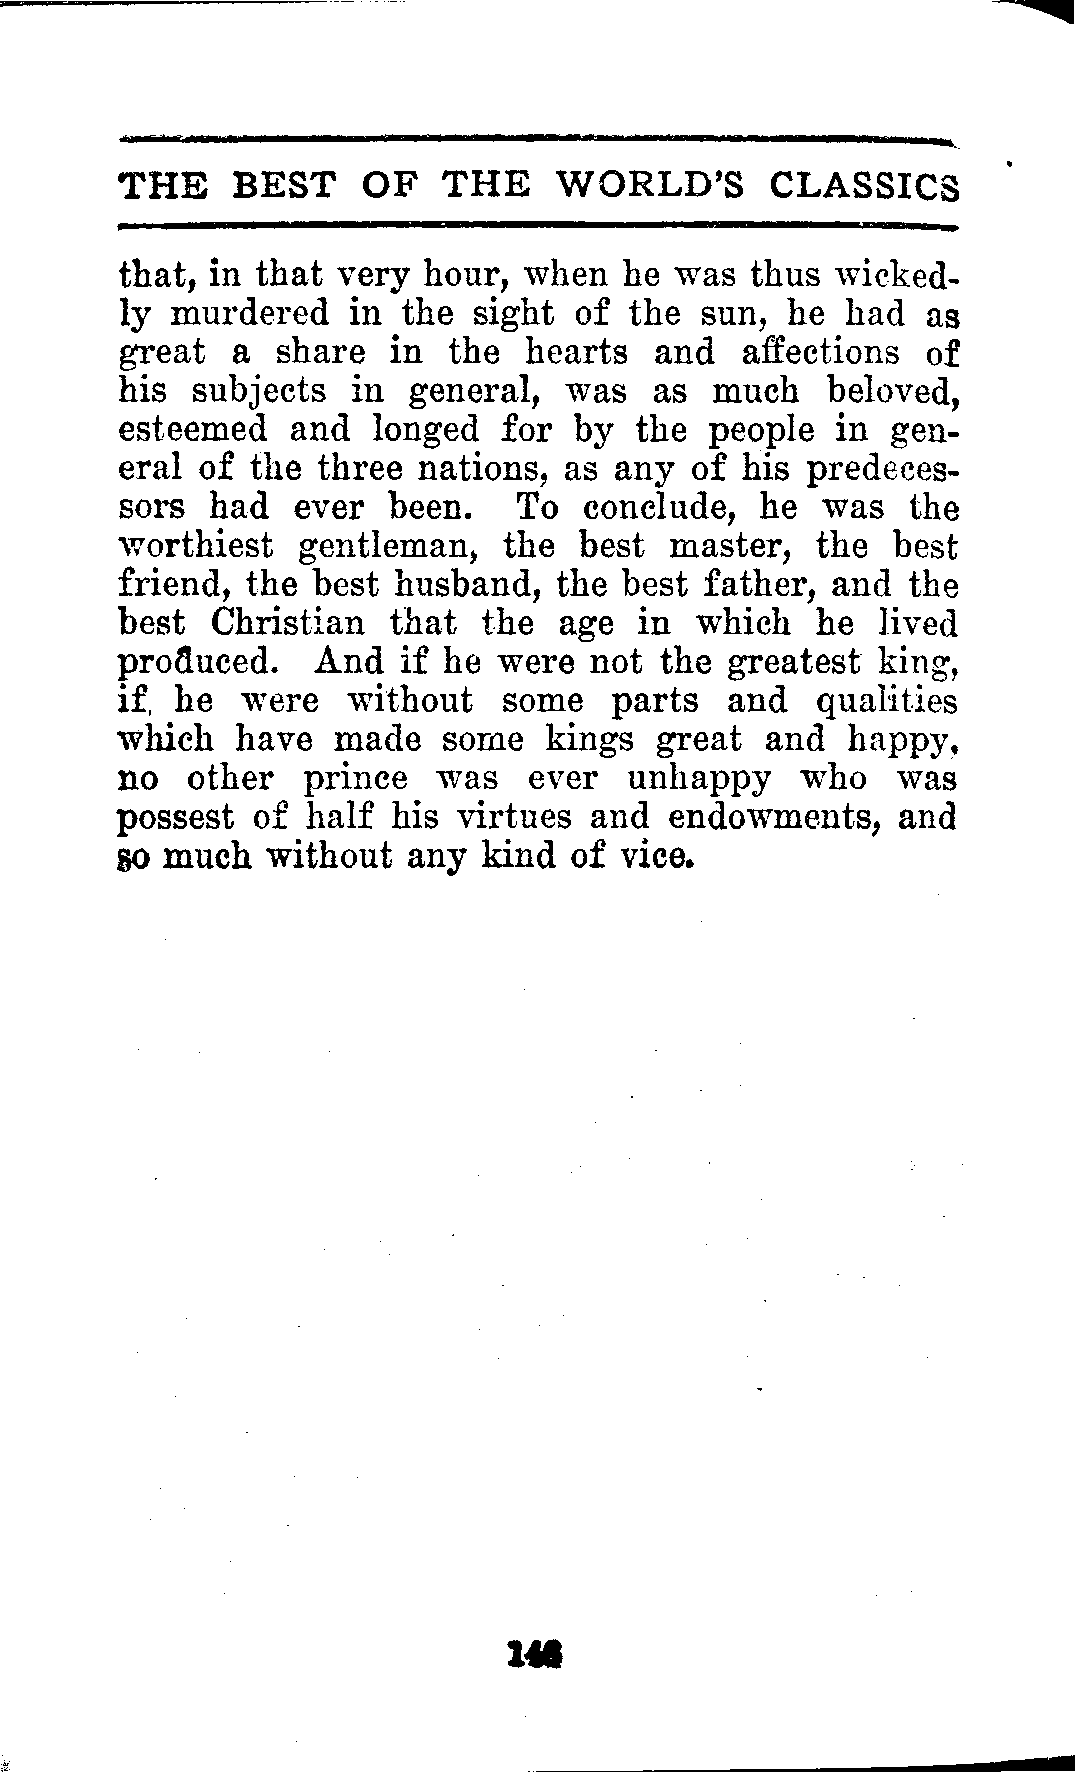 THE BEST OF THE WORLD'S CLASSICS
that, in that very hour, when he was thus wicked-
ly murdered in the sight of the sun, he had as
great a share in the hearts and affections of
his subjects in general, was as much beloved,
esteemed and longed for by the people in gen-
eral of the three nations, as any of his predeces-
sors had ever been. To conclude, he was the
worthiest gentleman, the best master, the best
friend, the best husband, the best father, and the
best Christian that the age in which he lived
produced. And if he were not the greatest king,
if he were without some parts and qualities
which have made some kings great and happy,
no other prince was ever unhappy who was
possest of half his virtues and endowments, and
so much without any kind of vice.